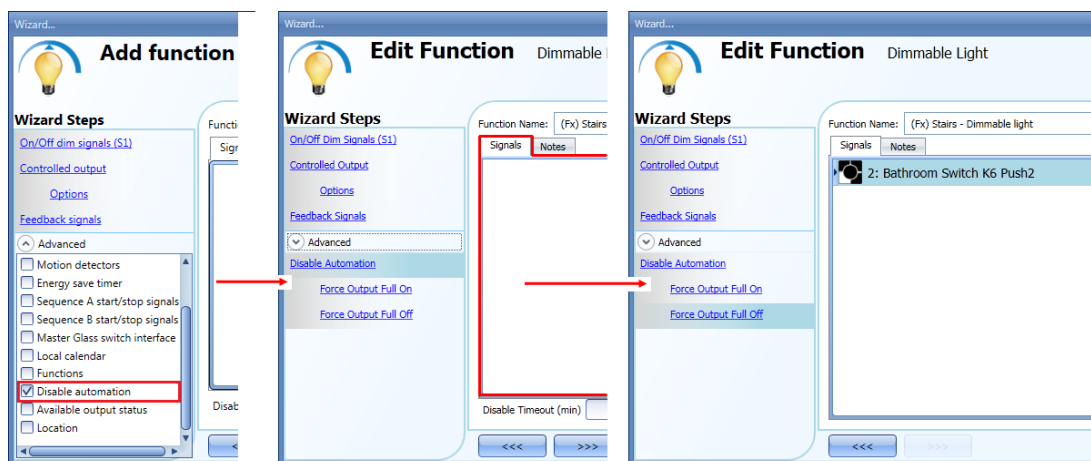 Wizard...
Add function
Wizard Steps
On/Off dim signals (S1)
Controlled output
Options
Feedback signals
Advanced
Motion detectors
Energy save timer
Sequence A start/stop signals
Sequence B start/stop signals
Master Glass switch interface
Local calendar
Functions
Disable automation
Available output status
Location
<
Wizard...
Edit Function
Dimmable
Wizard Steps
On/Off Dim Signals (S1)
Controlled Output
Options
Feedback Signals
Advanced
Disable Automation
Force Output Full On
Force Output Full Off
Function Name: (Fx) Stairs
Signals Notes
Disable Timeout (min)
<<< >>>
Wizard...
Edit Function
Dimmable Light
Wizard Steps
On/Off Dim Signals (S1)
Controlled Output
Options
Feedback Signals
Advanced
Disable Automation
Force Output Full On
Force Output Full Off
Function Name: (Fx) Stairs - Dimmable light
Signals Notes
2: Bathroom Switch K6 Push2
<<< >>>